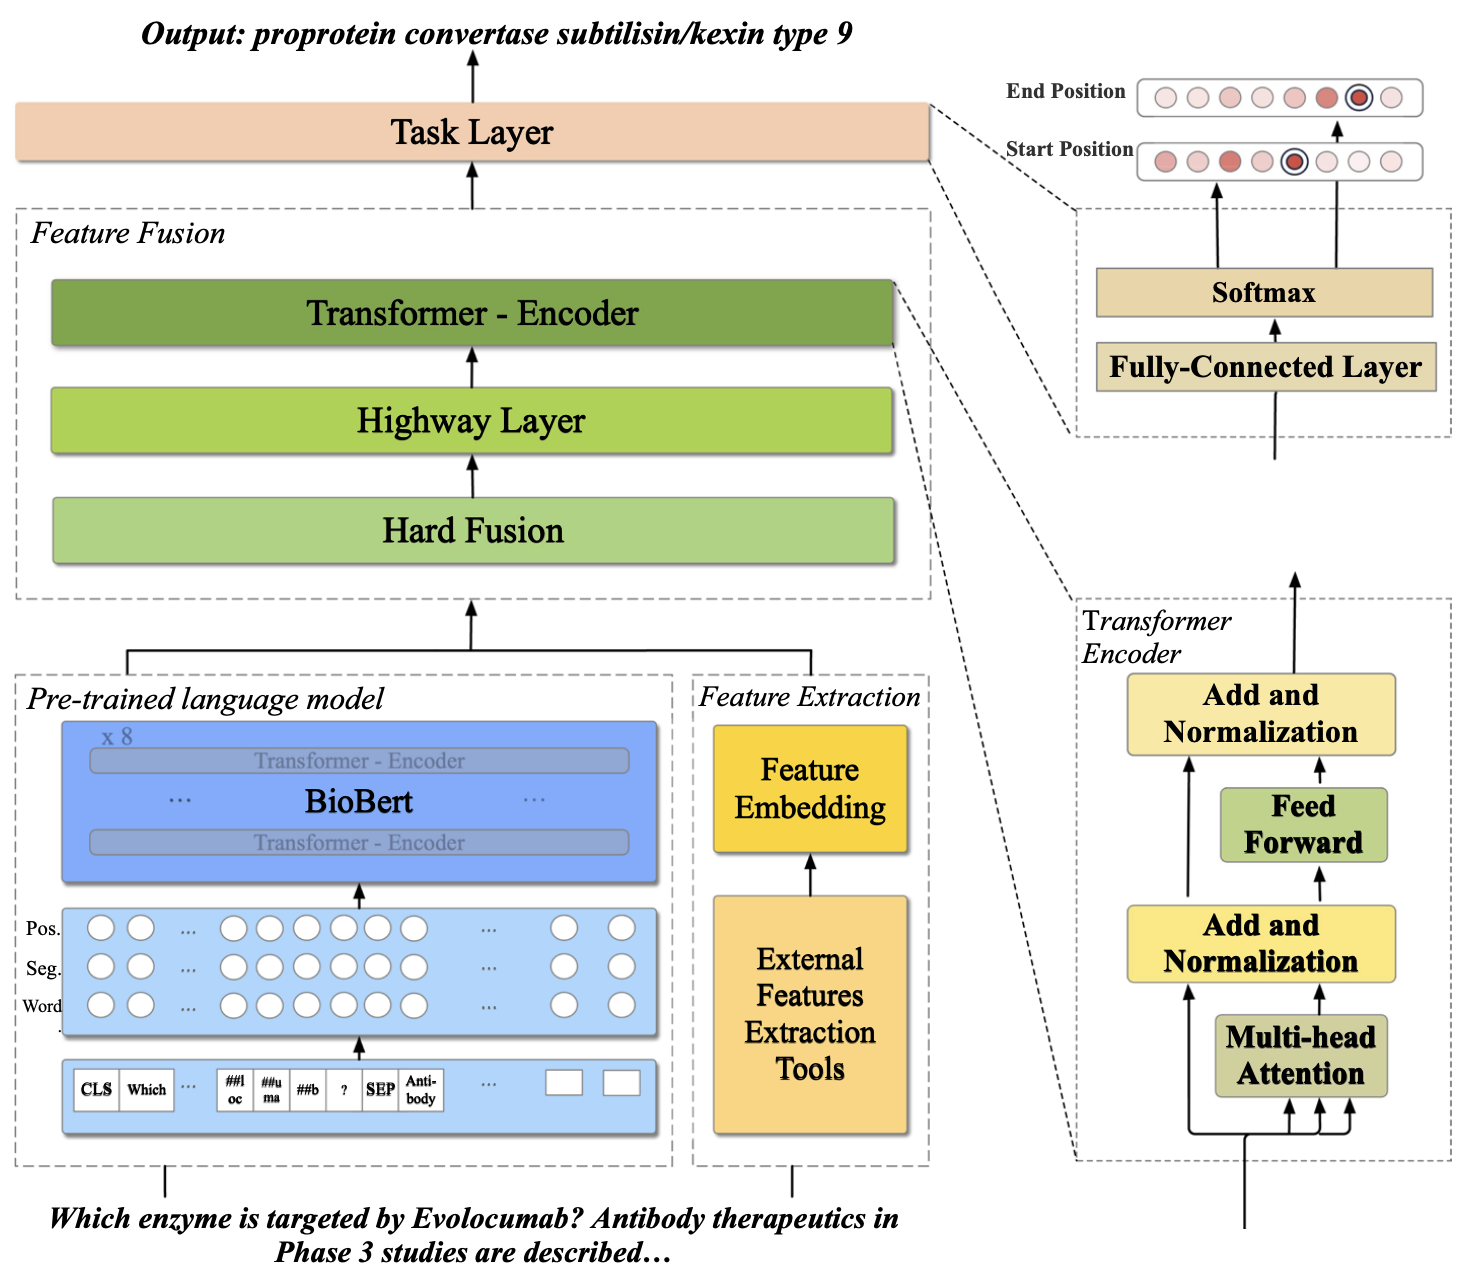 Output: proprotein convertase subtilisin/kexin type 9
Task Layer
Feature Fusion
Transformer - Encoder
Highway Layer
Hard Fusion
Pre-trained language model
x 8
Transformer - Encoder
... BioBert ...
Transformer - Encoder
Pos. ... ...
Seg. ... ...
Word ... ...
.
CLS Which ... ##l oc ##u ma ##b ? SEP Anti- body ...
Feature Extraction
Feature
Embedding
External
Features
Extraction
Tools
Which enzyme is targeted by Evolocumab? Antibody therapeutics in
Phase 3 studies are described…
End Position
Start Position
Softmax
Fully-Connected Layer
Transformer
Encoder
Add and
Normalization
Feed
Forward
Add and
Normalization
Multi-head
Attention